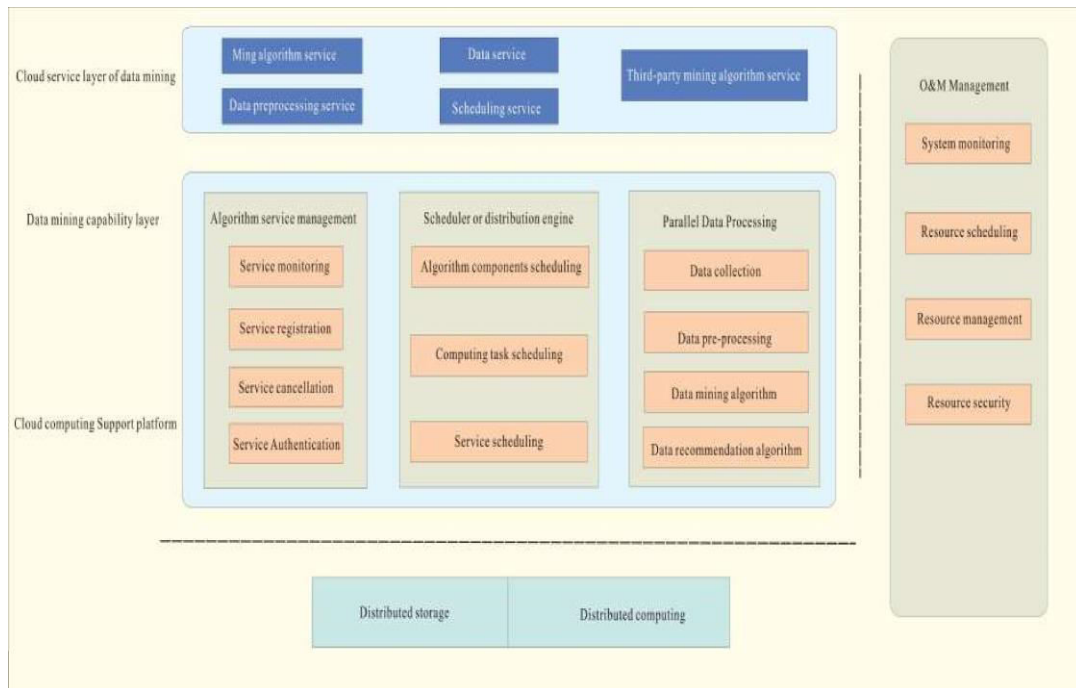 Cloud service layer of data mining
Ming algorithm service
Data service
Third-party mining algorithm service
Data preprocessing service
Scheduling service
Data mining capability layer
Algorithm service management
Service monitoring
Service registration
Service cancellation
Service Authentication
Scheduler or distribution engine
Algorithm components scheduling
Computing task scheduling
Service scheduling
Parallel Data Processing
Data collection
Data pre-processing
Data mining algorithm
Data recommendation algorithm
Cloud computing Support platform
Distributed storage
Distributed computing
O&M Management
System monitoring
Resource scheduling
Resource management
Resource security